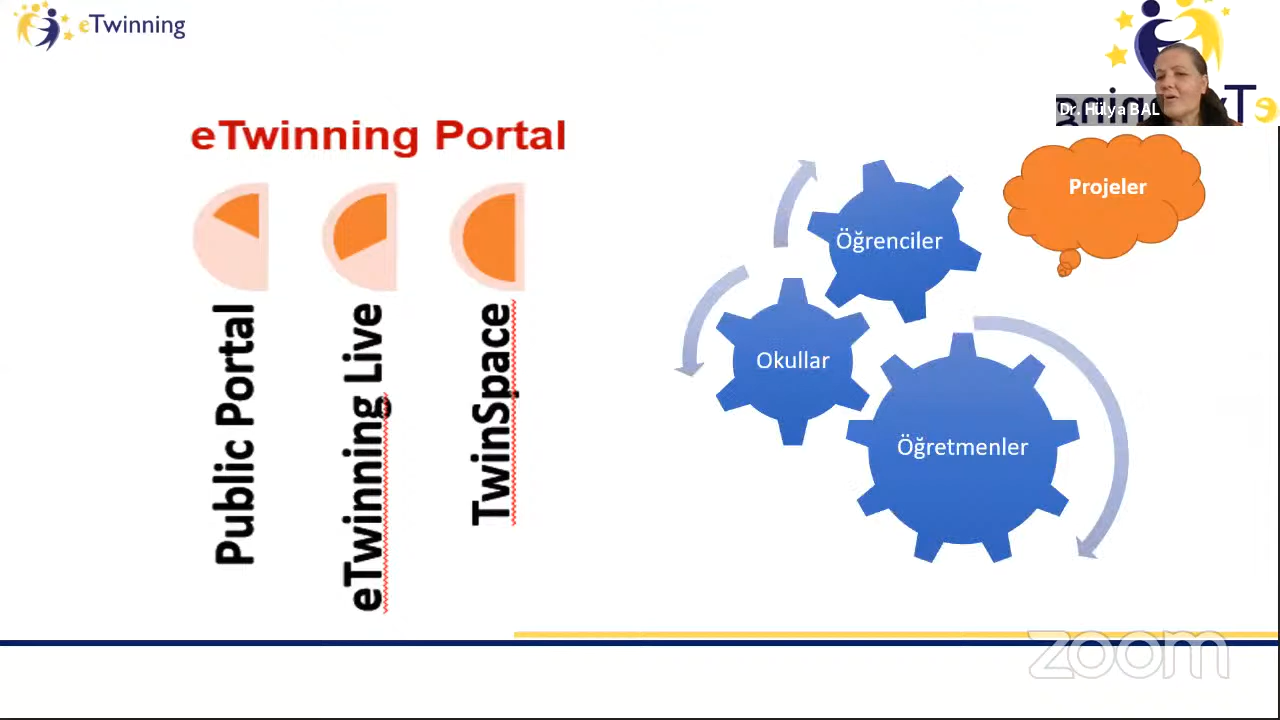 eTwinning
Dr. Hülya BAL
eTwinning Portal
Public Portal
eTwinning Live
TwinSpace
Projeler
Öğrenciler
Okullar
Öğretmenler
zoom